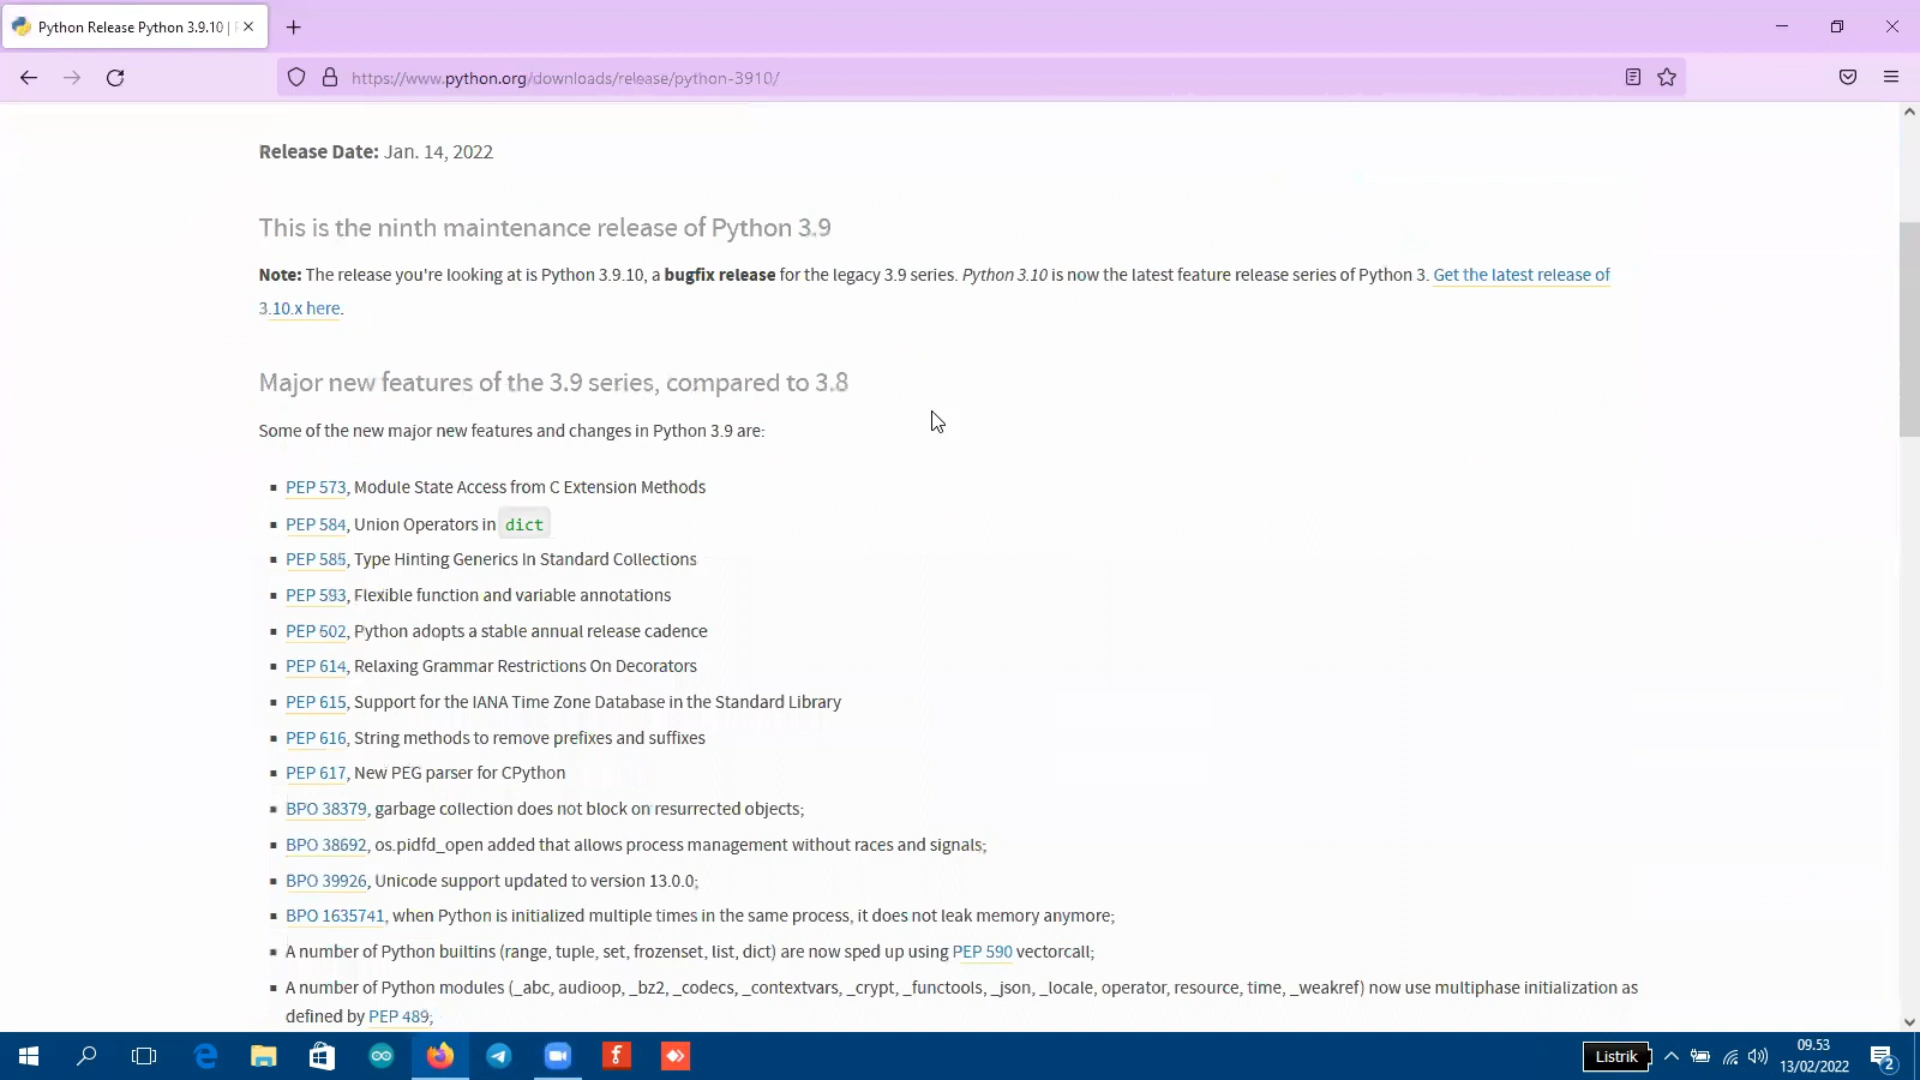 Python Release Python 3.9.10 |
https://www.python.org/downloads/release/python-3910/
Release Date: Jan. 14, 2022
This is the ninth maintenance release of Python 3.9
Note: The release you're looking at is Python 3.9.10, a bugfix release for the legacy 3.9 series. Python 3.10 is now the latest feature release series of Python 3. Get the latest release of
3.10.x here.
Major new features of the 3.9 series, compared to 3.8
Some of the new major new features and changes in Python 3.9 are:
PEP 573, Module State Access from C Extension Methods
PEP 584, Union Operators in dict
PEP 585, Type Hinting Generics In Standard Collections
PEP 593, Flexible function and variable annotations
PEP 602, Python adopts a stable annual release cadence
PEP 614, Relaxing Grammar Restrictions On Decorators
PEP 615, Support for the IANA Time Zone Database in the Standard Library
PEP 616, String methods to remove prefixes and suffixes
PEP 617, New PEG parser for CPython
BPO 38379, garbage collection does not block on resurrected objects;
BPO 38692, os.pidfd_open added that allows process management without races and signals;
BPO 39926, Unicode support updated to version 13.0.0;
BPO 1635741, when Python is initialized multiple times in the same process, it does not leak memory anymore;
A number of Python builtins (range, tuple, set, frozenset, list, dict) are now sped up using PEP 590 vectorcall;
A number of Python modules (_abc, audioop, _bz2, _codecs, _contextvars, _crypt, _functools, _json, _locale, operator, resource, time, _weakref) now use multiphase initialization as
defined by PEP 489;
Listrik
09.53
13/02/2022
2